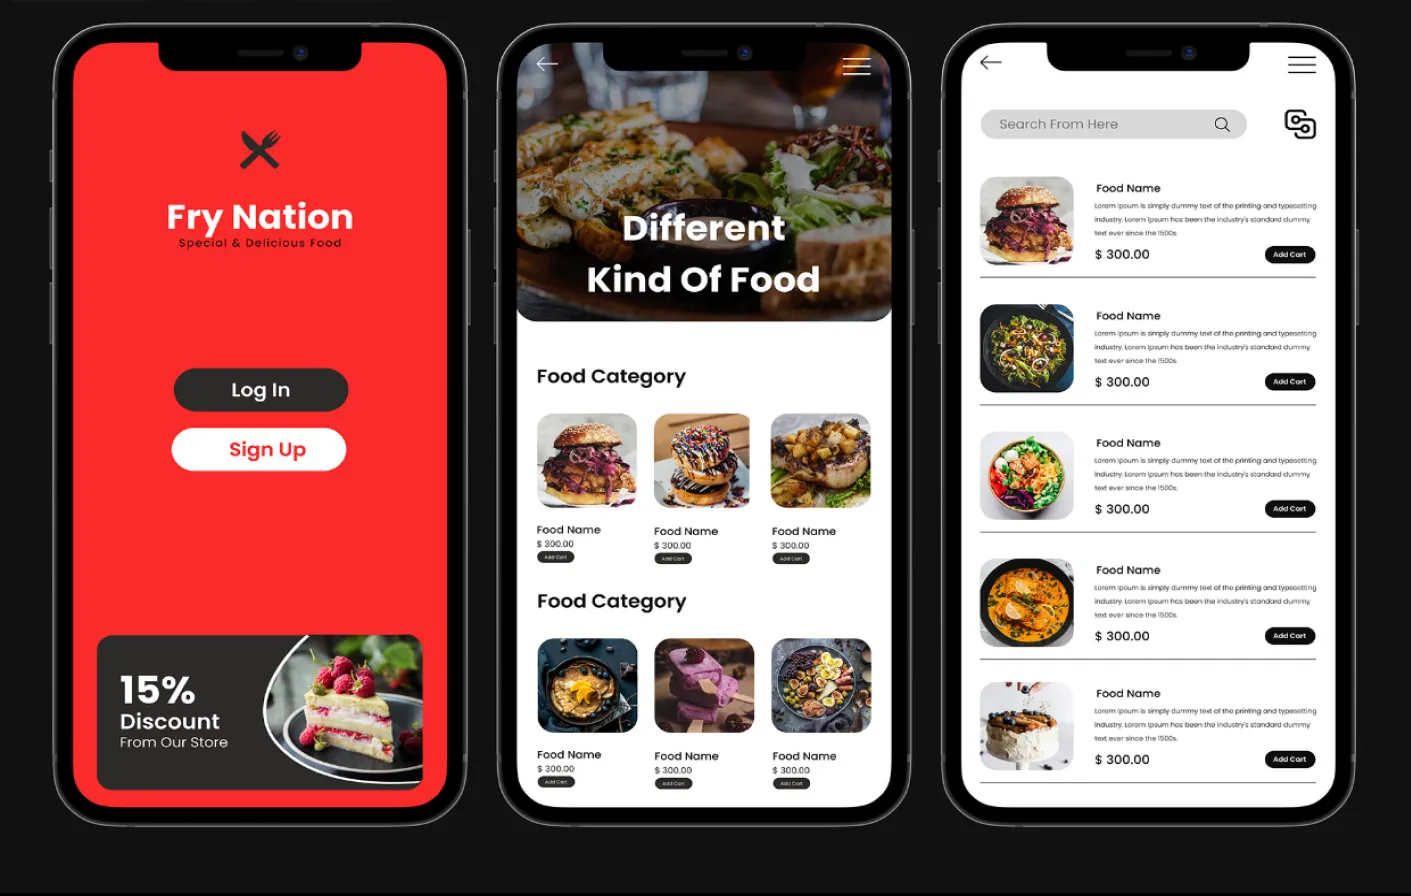 Fry Nation
Special & Delicious Food
Log In
Sign Up
15%
Discount
From Our Store
Different
Kind Of Food
Food Category
Food Name
$ 300.00
Add Cart
Food Name
$ 300.00
Add Cart
Food Name
$ 300.00
Add Cart
Food Category
Food Name
$ 300.00
Add Cart
Food Name
$ 300.00
Add Cart
Food Name
$ 300.00
Add Cart
Search From Here
Food Name
Lorem Ipsum is simply dummy text of the printing and typesetting
industry. Lorem Ipsum has been the industry's standard dummy
text ever since the 1500s.
$ 300.00
Add Cart
Food Name
Lorem Ipsum is simply dummy text of the printing and typesetting
industry. Lorem Ipsum has been the industry's standard dummy
text ever since the 1500s.
$ 300.00
Add Cart
Food Name
Lorem Ipsum is simply dummy text of the printing and typesetting
industry. Lorem Ipsum has been the industry's standard dummy
text ever since the 1500s.
$ 300.00
Add Cart
Food Name
Lorem Ipsum is simply dummy text of the printing and typesetting
industry. Lorem Ipsum has been the industry's standard dummy
text ever since the 1500s.
$ 300.00
Add Cart
Food Name
Lorem Ipsum is simply dummy text of the printing and typesetting
industry. Lorem Ipsum has been the industry's standard dummy
text ever since the 1500s.
$ 300.00
Add Cart